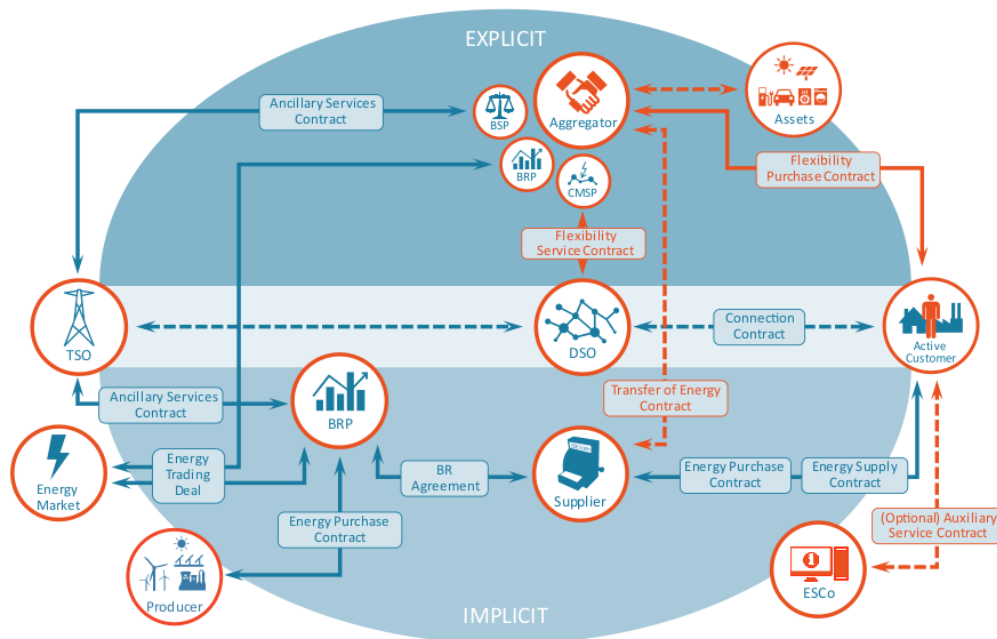 EXPLICIT
Ancillary Services
Contract
BSP
Aggregator
Assets
BRP
CMSP
Flexibility
Purchase Contract
Flexibility
Service Contract
TSO
DSO
Connection
Contract
Active
Customer
Ancillary Services
Contract
BRP
Transfer of Energy
Contract
Energy
Market
Energy
Trading
Deal
BR
Agreement
Supplier
Energy Purchase
Contract
Energy Supply
Contract
Energy Purchase
Contract
(Optional) Auxiliary
Service Contract
Producer
ESCo
IMPLICIT